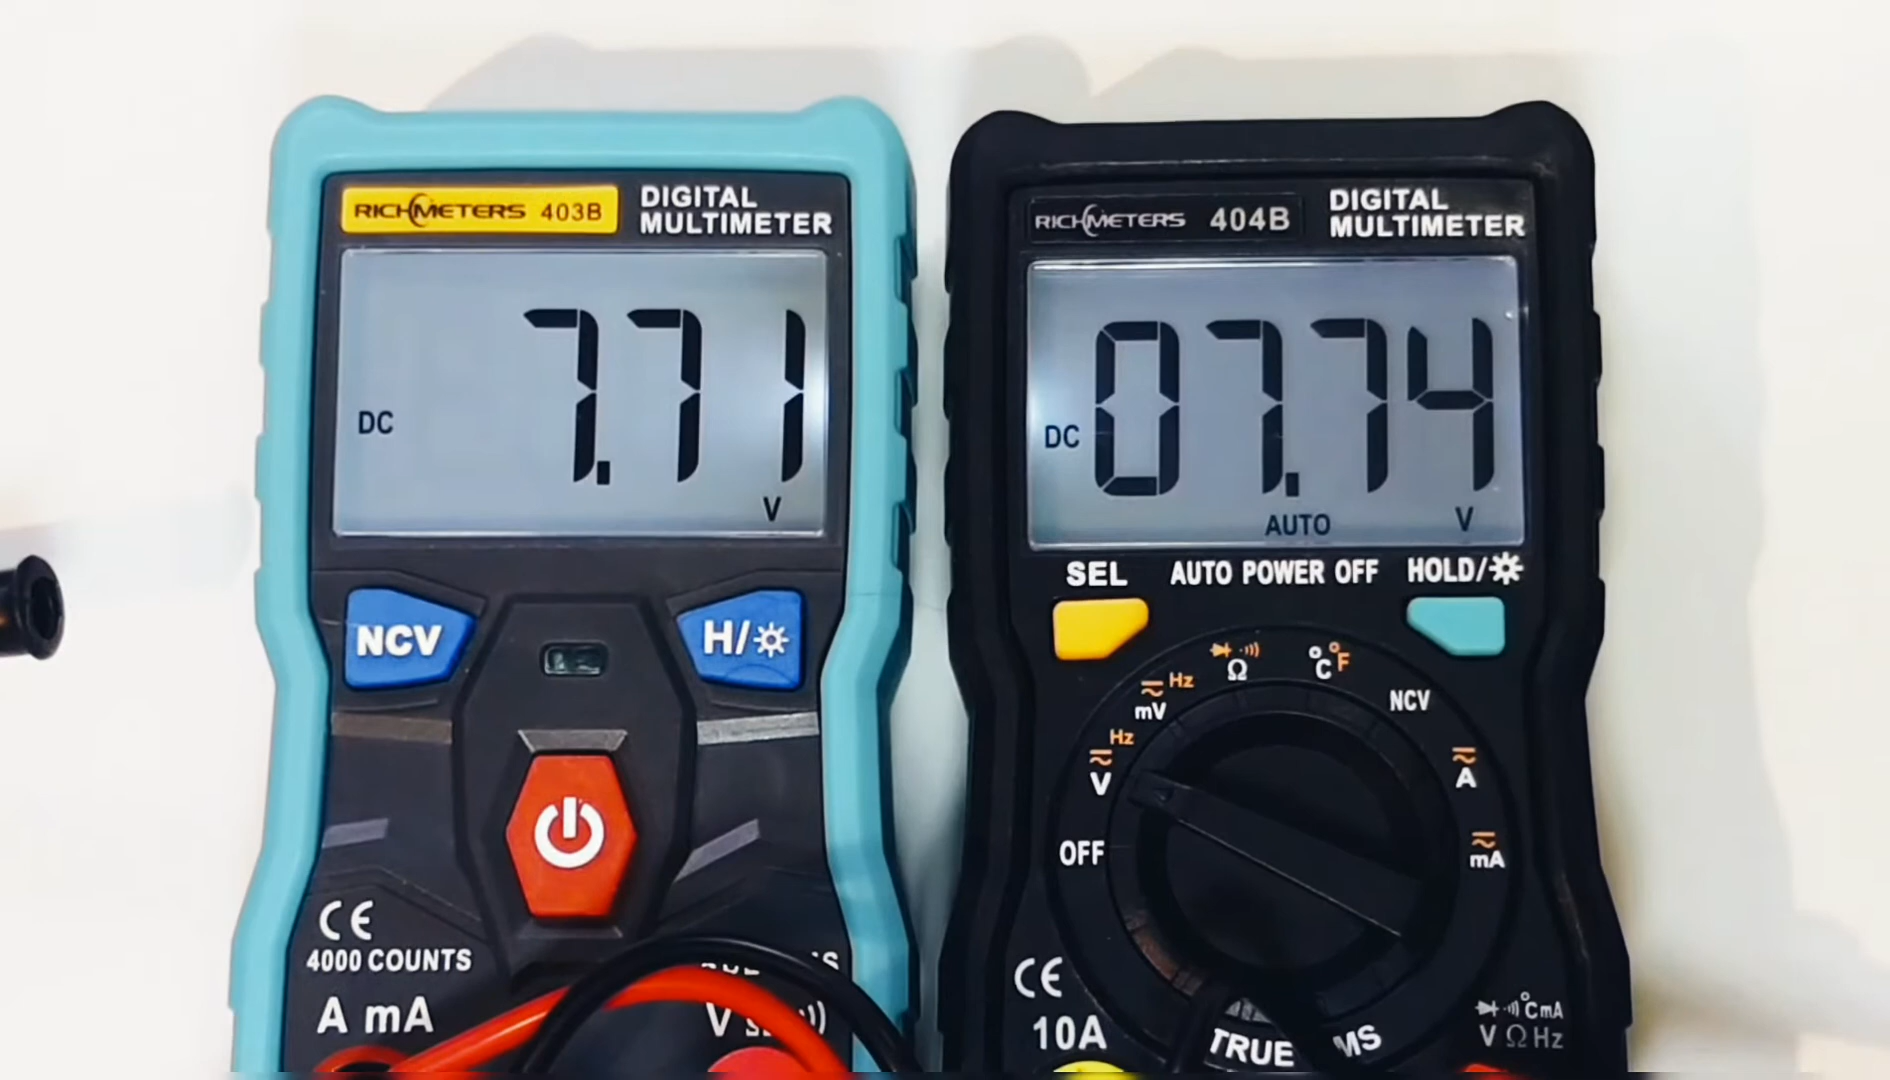 RICHMETERS 403B
DIGITAL
MULTIMETER
DC
7.71
V
NCV
H/
CE
4000 COUNTS
A mA
V
RICHMETERS 404B
DIGITAL
MULTIMETER
DC
07.74
AUTO V
SEL
AUTO POWER OFF
HOLD/
Hz
mV
Ω
°C °F
NCV
Hz
V
A
OFF
mA
CE
10A
TRUE
MS
°C mA
V Ω Hz